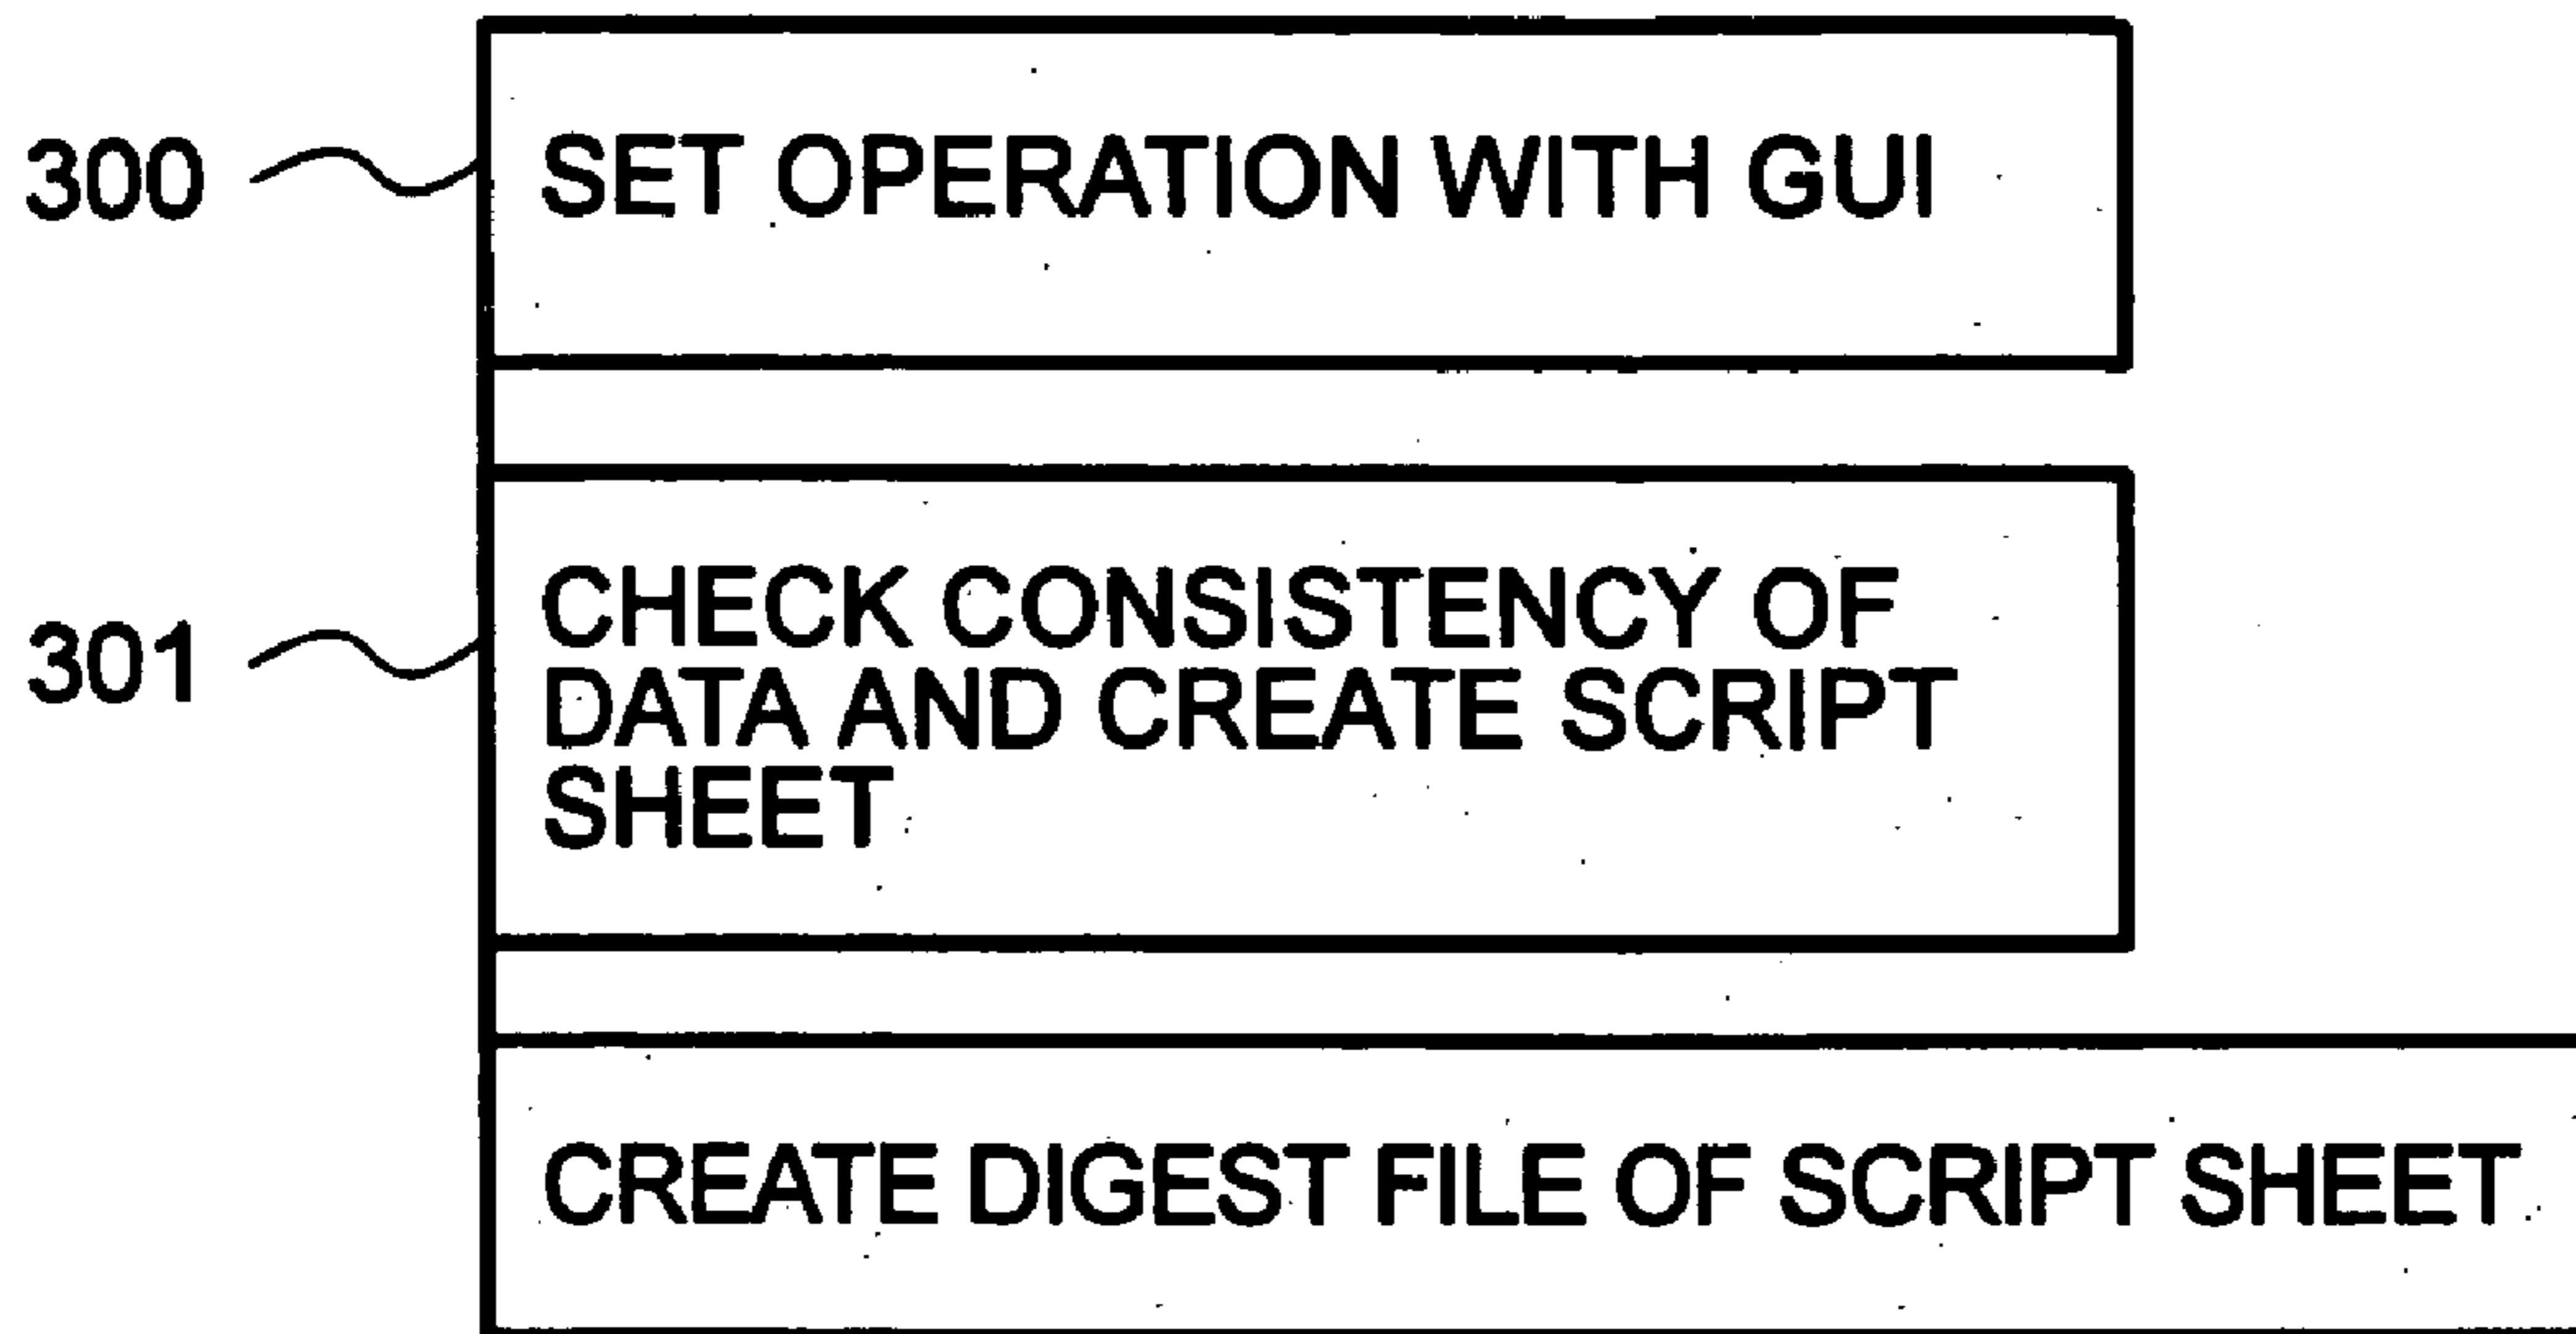 300
SET OPERATION WITH GUI
301
CHECK CONSISTENCY OF
DATA AND CREATE SCRIPT
SHEET
CREATE DIGEST FILE OF SCRIPT SHEET